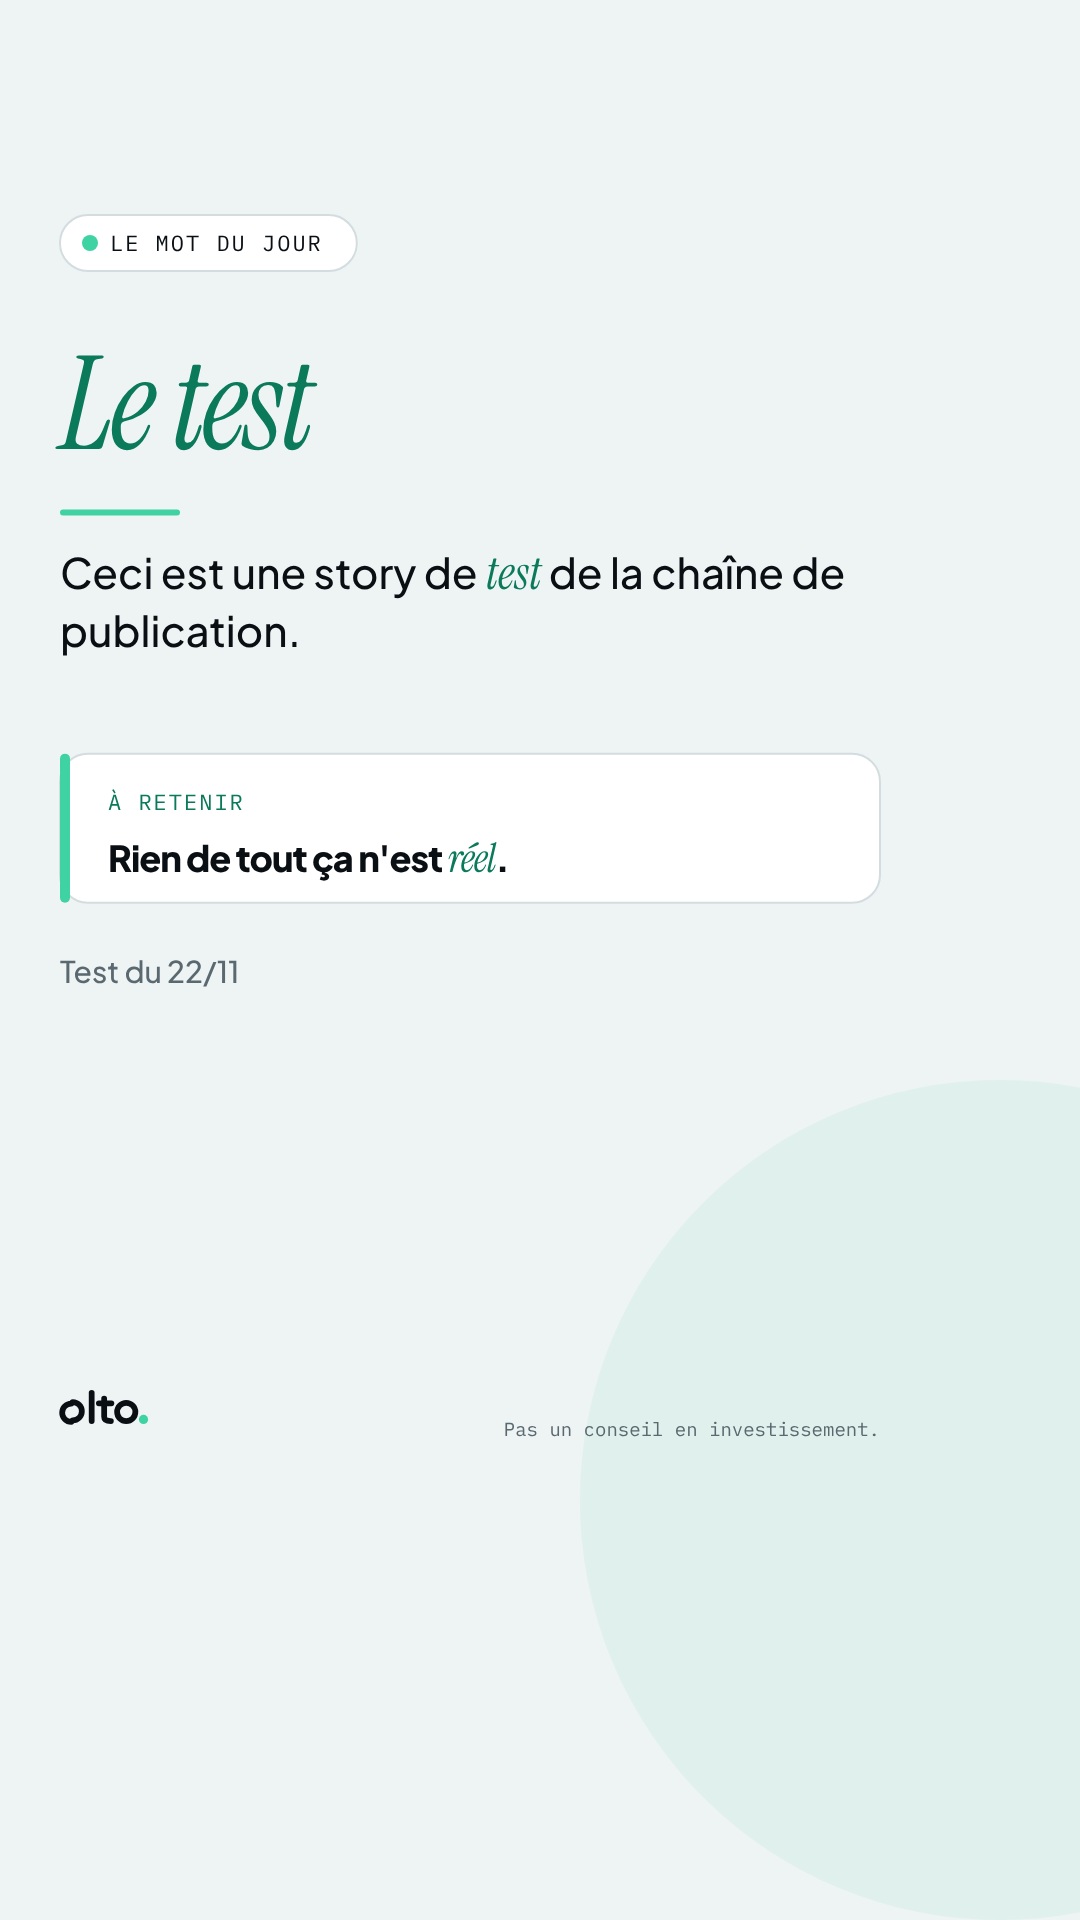 LE MOT DU JOUR
Le test
Ceci est une story de test de la chaîne de
publication.
À RETENIR
Rien de tout ça n'est réel.
Test du 22/11
olto.
Pas un conseil en investissement.